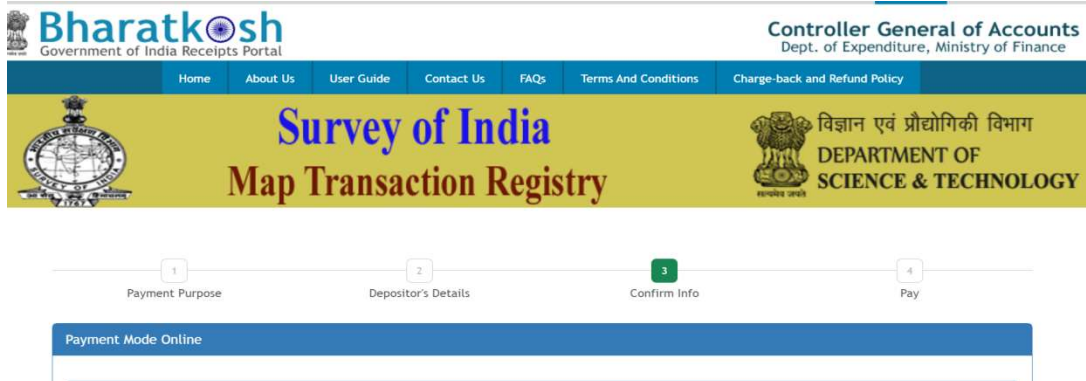 Bharatkosh
Government of India Receipts Portal
Controller General of Accounts
Dept. of Expenditure, Ministry of Finance
Home About Us User Guide Contact Us FAQs Terms And Conditions Charge-back and Refund Policy
Survey of India
Map Transaction Registry
विज्ञान एवं प्रौद्योगिकी विभाग
DEPARTMENT OF
SCIENCE & TECHNOLOGY
सत्यमेव जयते
1 2 3 4
Payment Purpose Depositor's Details Confirm Info Pay
Payment Mode Online